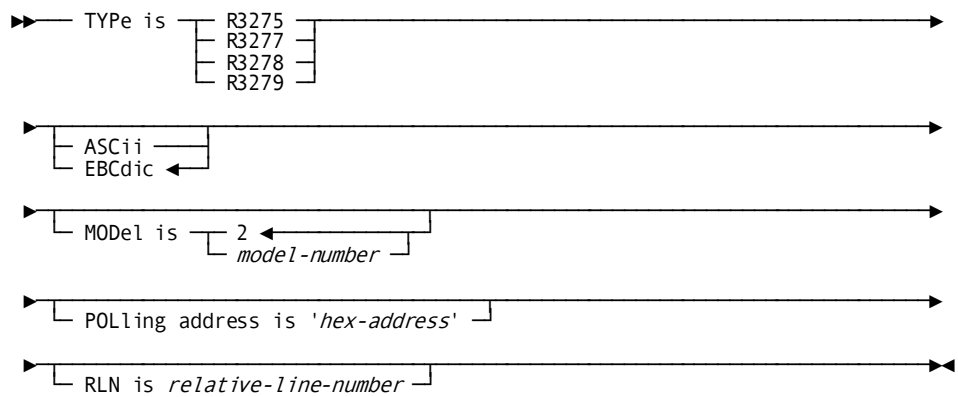 TYPe is R3275
R3277
R3278
R3279
ASCii
EBCdic
MODel is 2
model-number
POLling address is 'hex-address'
RLN is relative-line-number